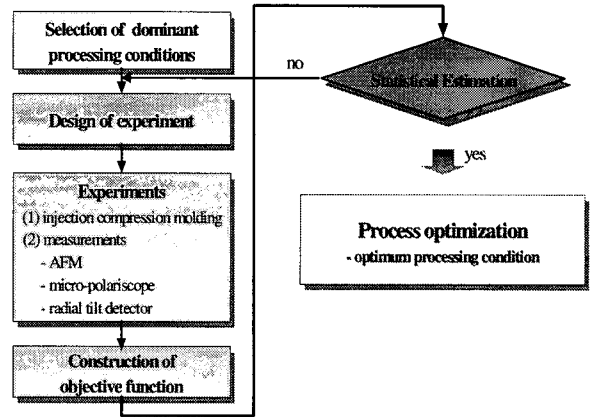 Selection of dominant
processing conditions
no
Statistical Estimation
Design of experiment
yes
Experiments
(1) injection compression molding
(2) measurements
- AFM
- micro-polariscope
- radial tilt detector
Process optimization
- optimum processing condition
Construction of
objective function